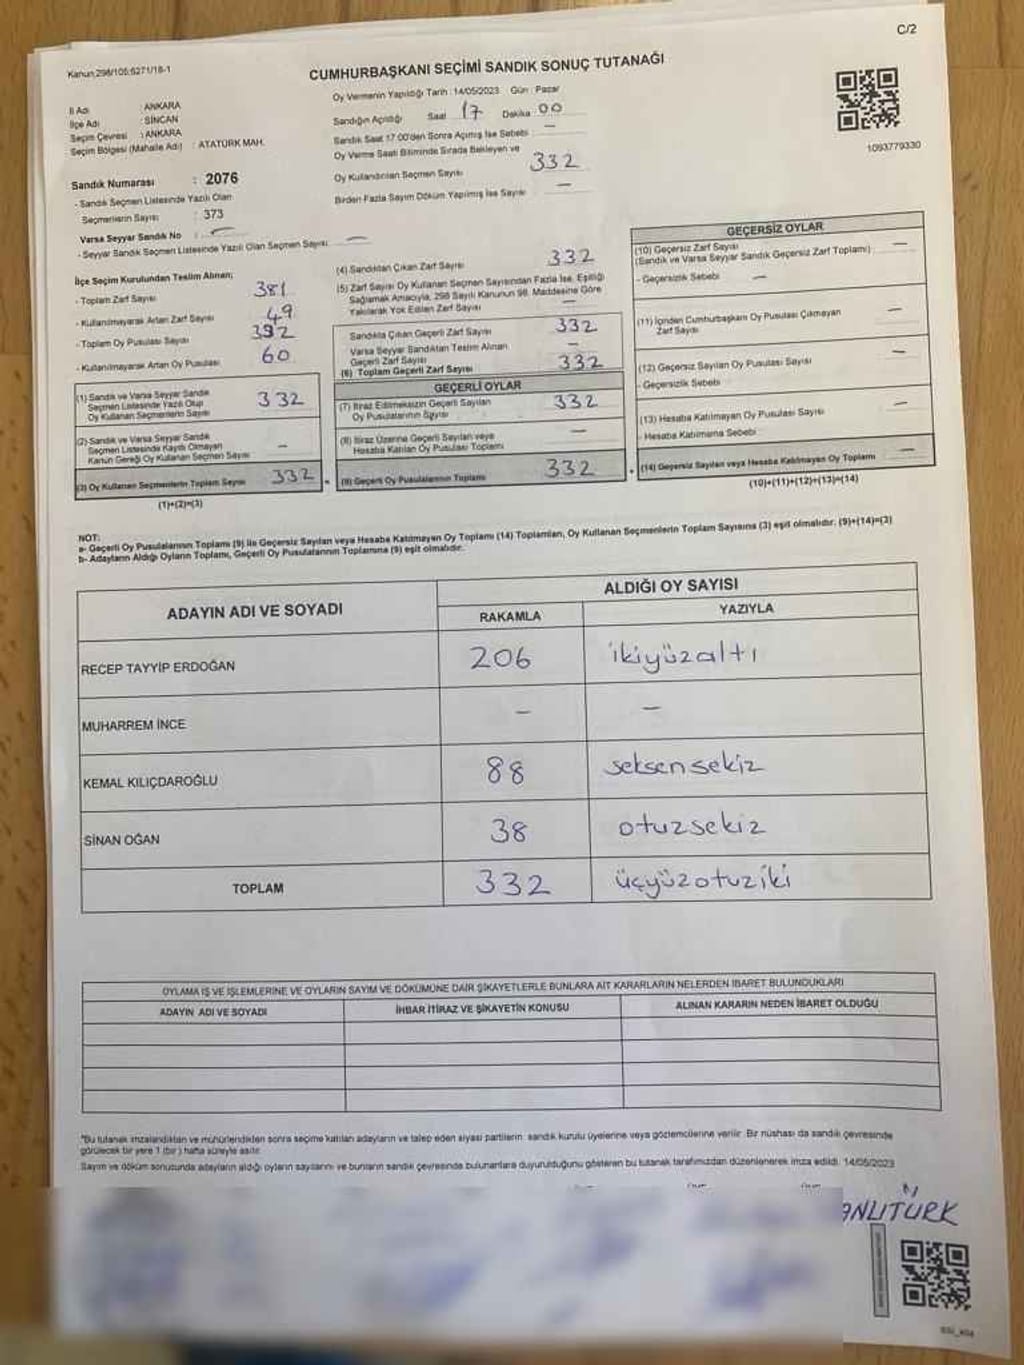 C/2
Kanun:298/105;6271/18-1
CUMHURBAŞKANI SEÇİMİ SANDIK SONUÇ TUTANAĞI
İl Adı : ANKARA
İlçe Adı : SİNCAN
Seçim Çevresi : ANKARA
Seçim Bölgesi (Mahalle Adı) : ATATÜRK MAH.
Oy Vermenin Yapıldığı Tarih : 14/05/2023 Gün : Pazar
Sandığın Açıldığı Saat 17 Dakika 00
Sandık Saat 17:00'den Sonra Açılmış İse Sebebi —
Oy Verme Saati Bitiminde Sırada Bekleyen ve
Oy Kullandırılan Seçmen Sayısı 332
Birden Fazla Sayım Döküm Yapılmış İse Sayısı —
1093779330
Sandık Numarası : 2076
- Sandık Seçmen Listesinde Yazılı Olan
Seçmenlerin Sayısı : 373
Varsa Seyyar Sandık No : —
- Seyyar Sandık Seçmen Listesinde Yazılı Olan Seçmen Sayısı —
İlçe Seçim Kurulundan Teslim Alınan;
- Toplam Zarf Sayısı 381
- Kullanılmayarak Artan Zarf Sayısı 49
- Toplam Oy Pusulası Sayısı 392
- Kullanılmayarak Artan Oy Pusulası 60
(1) Sandık ve Varsa Seyyar Sandık
Seçmen Listesinde Yazılı Olup
Oy Kullanan Seçmenlerin Sayısı 332
(2) Sandık ve Varsa Seyyar Sandık
Seçmen Listesinde Kayıtlı Olmayan
Kanun Gereği Oy Kullanan Seçmen Sayısı —
(3) Oy Kullanan Seçmenlerin Toplam Sayısı 332
(1)+(2)=(3)
(4) Sandıktan Çıkan Zarf Sayısı 332
(5) Zarf Sayısı Oy Kullanan Seçmen Sayısından Fazla İse, Eşitliği
Sağlamak Amacıyla, 298 Sayılı Kanunun 98. Maddesine Göre
Yakılarak Yok Edilen Zarf Sayısı —
Sandıkta Çıkan Geçerli Zarf Sayısı 332
Varsa Seyyar Sandıktan Teslim Alınan
Geçerli Zarf Sayısı —
(6) Toplam Geçerli Zarf Sayısı 332
GEÇERLİ OYLAR
(7) İtiraz Edilmeksizin Geçerli Sayılan
Oy Pusulalarının Sayısı 332
(8) İtiraz Üzerine Geçerli Sayılan veya
Hesaba Katılan Oy Pusulası Toplamı —
(9) Geçerli Oy Pusulalarının Toplamı 332
GEÇERSİZ OYLAR
(10) Geçersiz Zarf Sayısı
(Sandık ve Varsa Seyyar Sandık Geçersiz Zarf Toplamı) —
- Geçersizlik Sebebi —
(11) İçinden Cumhurbaşkanı Oy Pusulası Çıkmayan
Zarf Sayısı —
(12) Geçersiz Sayılan Oy Pusulası Sayısı —
- Geçersizlik Sebebi
(13) Hesaba Katılmayan Oy Pusulası Sayısı —
- Hesaba Katılmama Sebebi
(14) Geçersiz Sayılan veya Hesaba Katılmayan Oy Toplamı —
(10)+(11)+(12)+(13)=(14)
NOT:
a- Geçerli Oy Pusulalarının Toplamı (9) ile Geçersiz Sayılan veya Hesaba Katılmayan Oy Toplamı (14) Toplamları, Oy Kullanan Seçmenlerin Toplam Sayısına (3) eşit olmalıdır. (9)+(14)=(3)
b- Adayların Aldığı Oyların Toplamı, Geçerli Oy Pusulalarının Toplamına (9) eşit olmalıdır.
ADAYIN ADI VE SOYADI
ALDIĞI OY SAYISI
RAKAMLA YAZIYLA
RECEP TAYYİP ERDOĞAN 206 ikiyüzaltı
MUHARREM İNCE — —
KEMAL KILIÇDAROĞLU 88 seksensekiz
SİNAN OĞAN 38 otuzsekiz
TOPLAM 332 üçyüzotuziki
OYLAMA İŞ VE İŞLEMLERİNE VE OYLARIN SAYIM VE DÖKÜMÜNE DAİR ŞİKAYETLERLE BUNLARA AİT KARARLARIN NELERDEN İBARET BULUNDUKLARI
ADAYIN ADI VE SOYADI İHBAR İTİRAZ VE ŞİKAYETİN KONUSU ALINAN KARARIN NEDEN İBARET OLDUĞU
*Bu tutanak imzalandıktan ve mühürlendikten sonra seçime katılan adayların ve talep eden siyasi partilerin sandık kurulu üyelerine veya gözlemcilerine verilir. Bir nüshası da sandık çevresinde
görülecek bir yere 1 (bir) hafta süreyle asılır.
Sayım ve döküm sonucunda adayların aldığı oyların sayılarını ve bunların sandık çevresinde bulunanlara duyurulduğunu gösteren bu tutanak tarafımızdan düzenlenerek imza edildi. 14/05/2023
ANLITÜRK